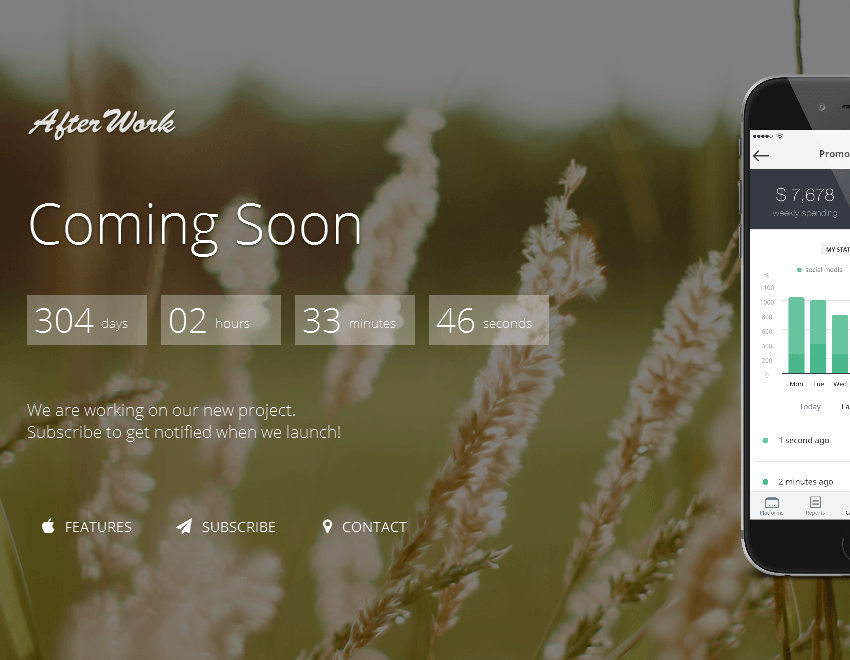 AfterWork
Coming Soon
304 days 02 hours 33 minutes 46 seconds
We are working on our new project.
Subscribe to get notified when we launch!
FEATURES SUBSCRIBE CONTACT
Promo
$ 7,678
weekly spending
MY STAT
social media
$
1100
1000
800
600
400
200
0
Mon Tue Wed
Today La
1 second ago
2 minutes ago
Platforms Reports